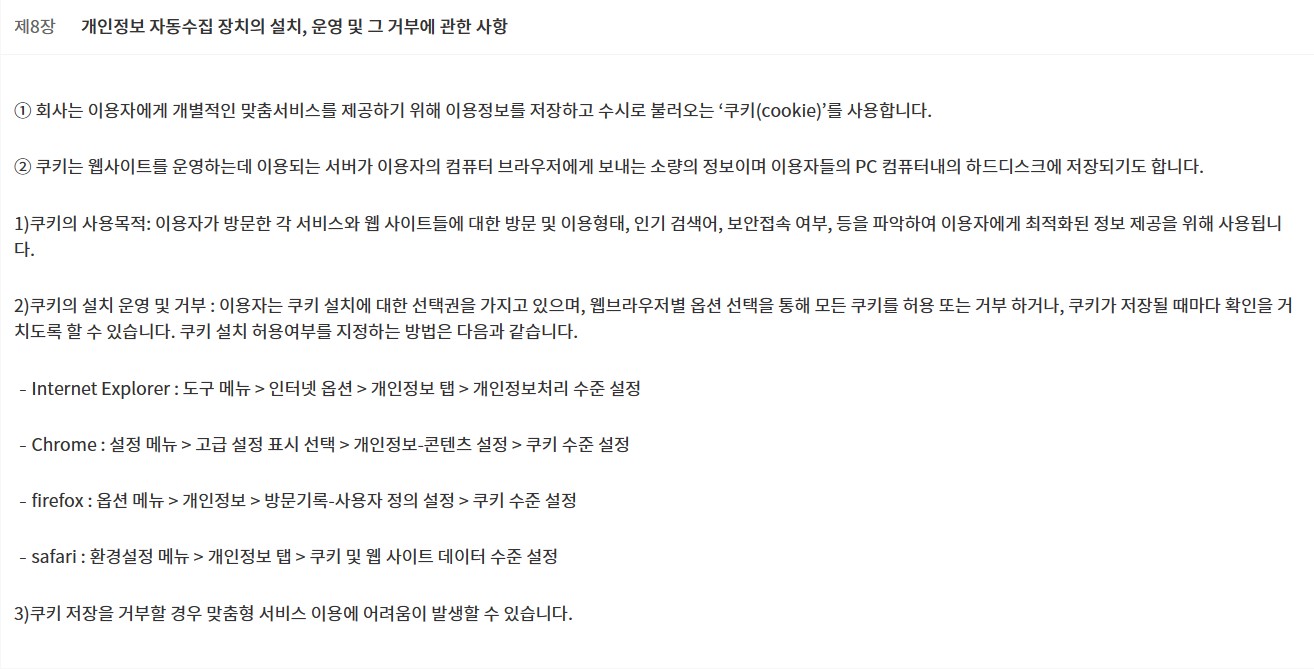 제8장 개인정보 자동수집 장치의 설치, 운영 및 그 거부에 관한 사항
① 회사는 이용자에게 개별적인 맞춤서비스를 제공하기 위해 이용정보를 저장하고 수시로 불러오는 ‘쿠키(cookie)’를 사용합니다.
② 쿠키는 웹사이트를 운영하는데 이용되는 서버가 이용자의 컴퓨터 브라우저에게 보내는 소량의 정보이며 이용자들의 PC 컴퓨터내의 하드디스크에 저장되기도 합니다.
1)쿠키의 사용목적: 이용자가 방문한 각 서비스와 웹 사이트들에 대한 방문 및 이용형태, 인기 검색어, 보안접속 여부, 등을 파악하여 이용자에게 최적화된 정보 제공을 위해 사용됩니
다.
2)쿠키의 설치 운영 및 거부 : 이용자는 쿠키 설치에 대한 선택권을 가지고 있으며, 웹브라우저별 옵션 선택을 통해 모든 쿠키를 허용 또는 거부 하거나, 쿠키가 저장될 때마다 확인을 거
치도록 할 수 있습니다. 쿠키 설치 허용여부를 지정하는 방법은 다음과 같습니다.
- Internet Explorer : 도구 메뉴 > 인터넷 옵션 > 개인정보 탭 > 개인정보처리 수준 설정
- Chrome : 설정 메뉴 > 고급 설정 표시 선택 > 개인정보-콘텐츠 설정 > 쿠키 수준 설정
- firefox : 옵션 메뉴 > 개인정보 > 방문기록-사용자 정의 설정 > 쿠키 수준 설정
- safari : 환경설정 메뉴 > 개인정보 탭 > 쿠키 및 웹 사이트 데이터 수준 설정
3)쿠키 저장을 거부할 경우 맞춤형 서비스 이용에 어려움이 발생할 수 있습니다.